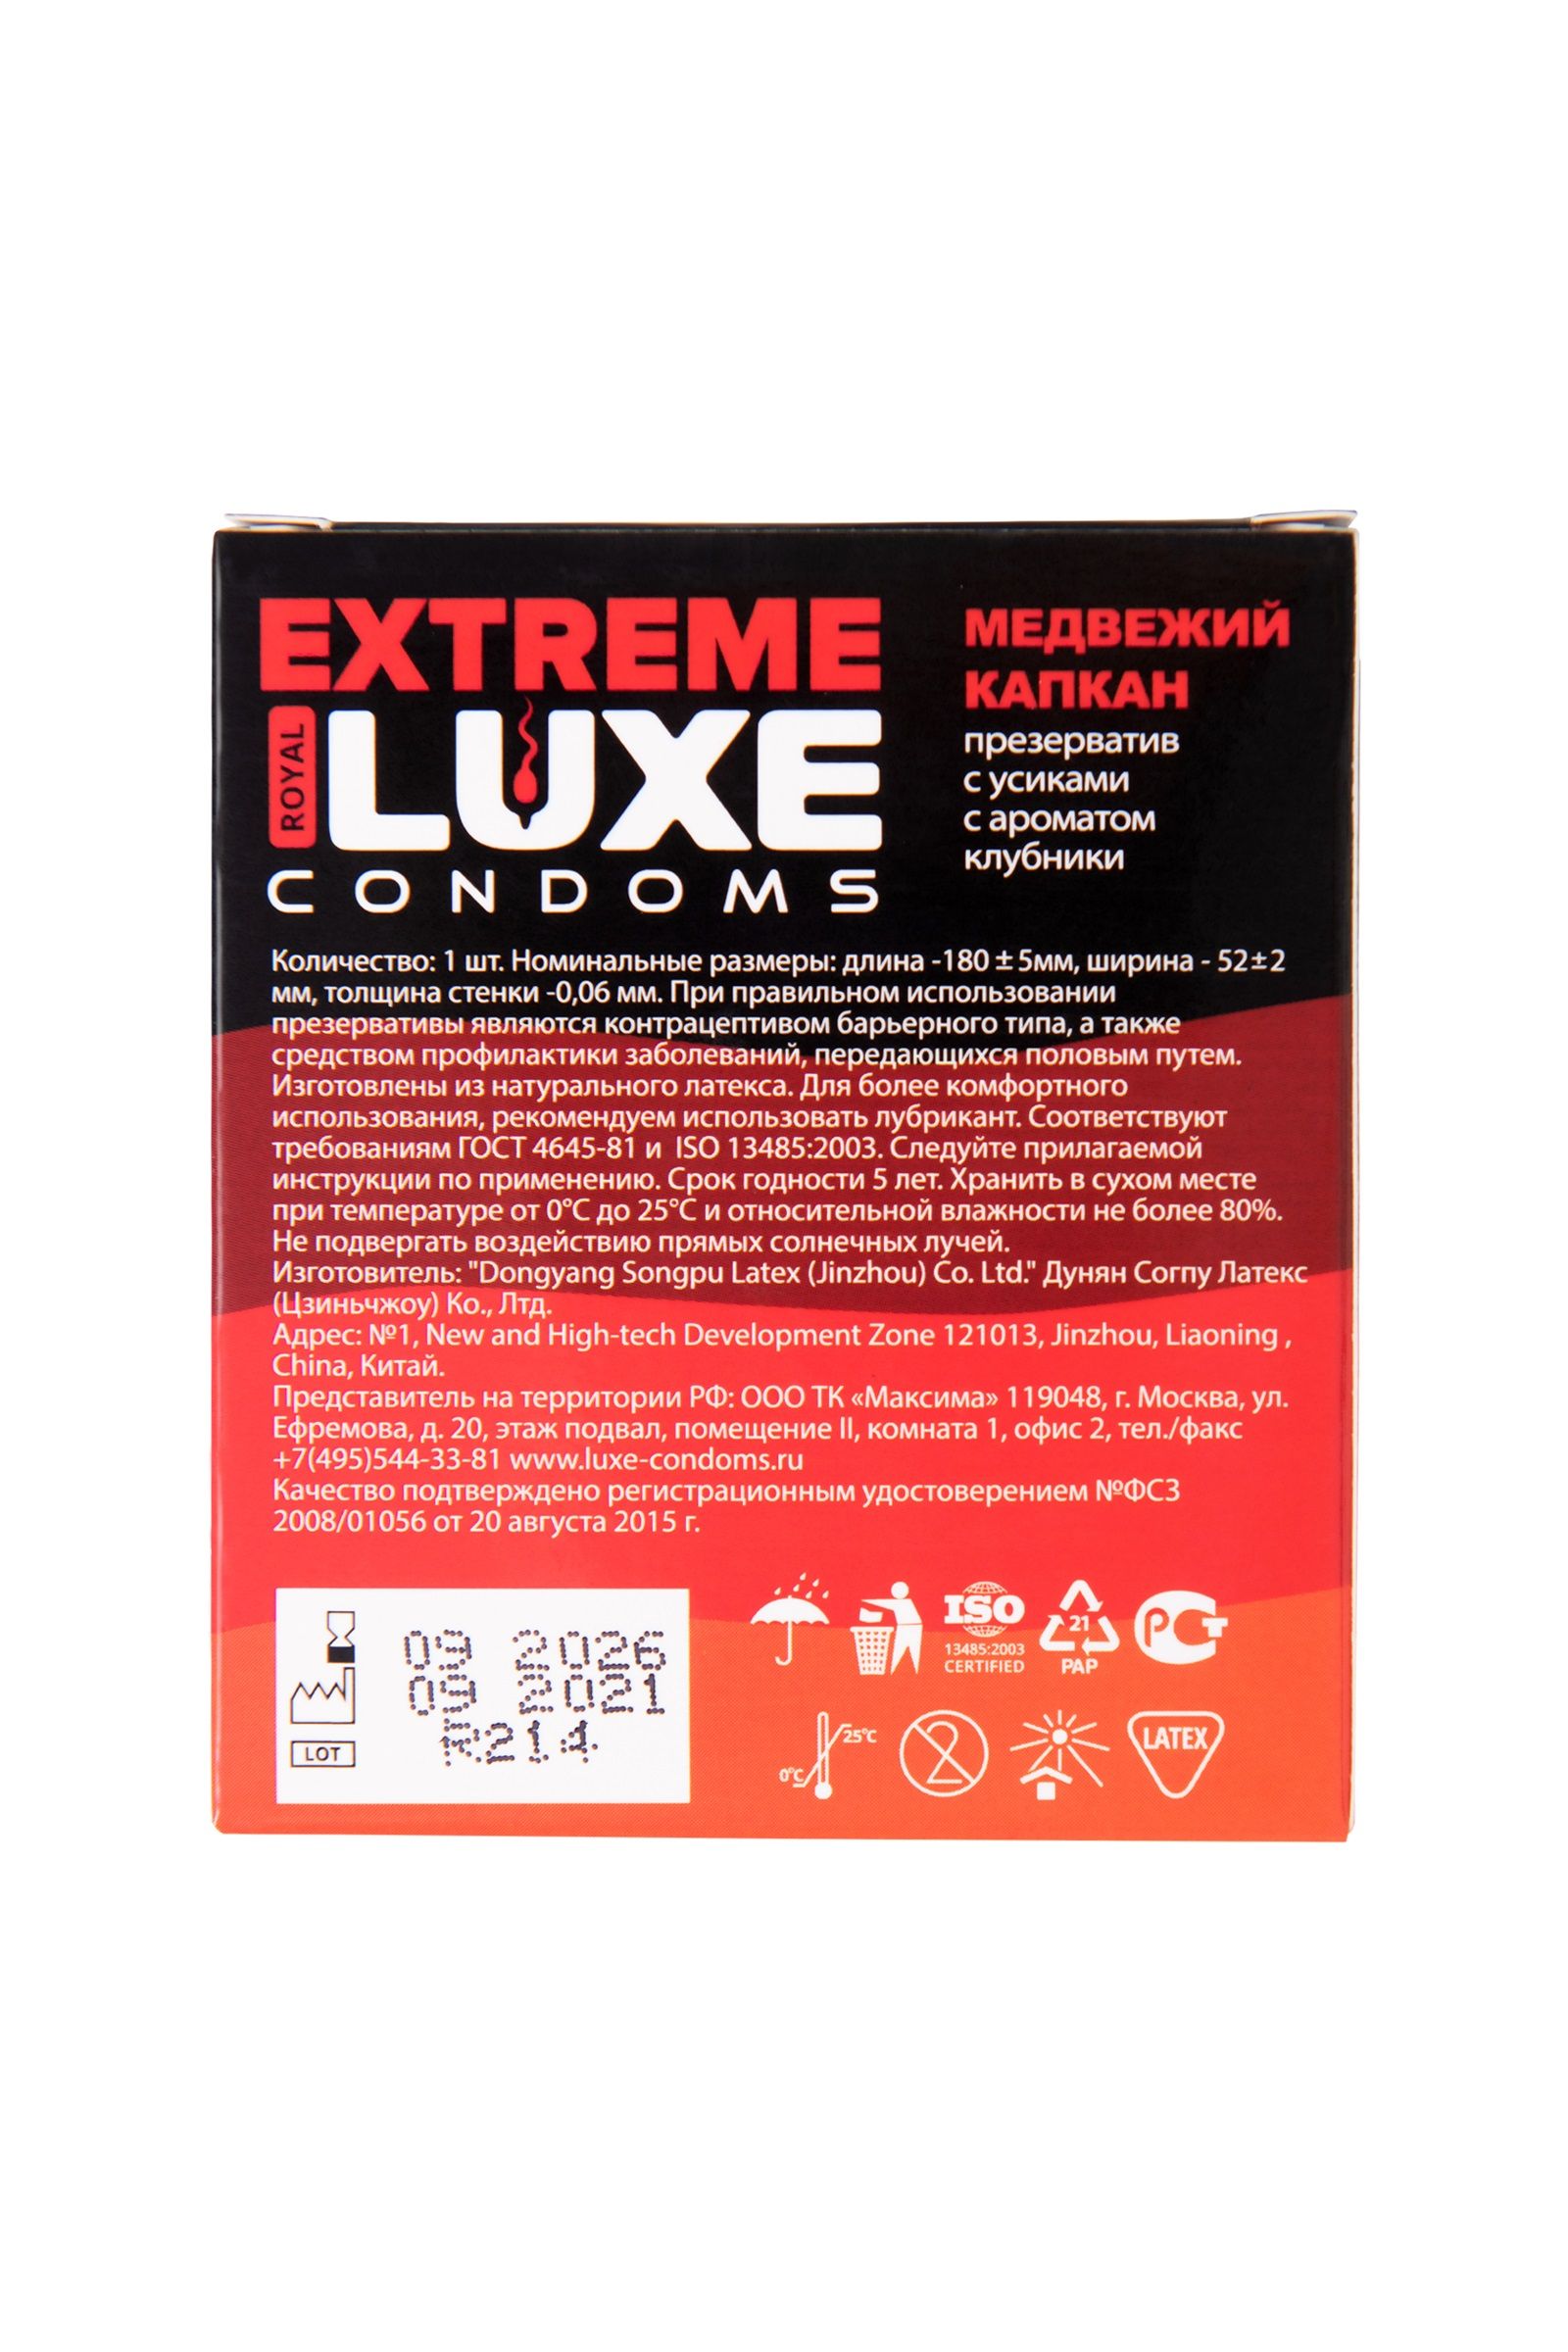 EXTREME
ROYAL
LUXE
CONDOMS
МЕДВЕЖИЙ
КАПКАН
презерватив
с усиками
с ароматом
клубники
Количество: 1 шт. Номинальные размеры: длина -180 ± 5мм, ширина - 52±2
мм, толщина стенки -0,06 мм. При правильном использовании
презервативы являются контрацептивом барьерного типа, а также
средством профилактики заболеваний, передающихся половым путем.
Изготовлены из натурального латекса. Для более комфортного
использования, рекомендуем использовать лубрикант. Соответствуют
требованиям ГОСТ 4645-81 и ISO 13485:2003. Следуйте прилагаемой
инструкции по применению. Срок годности 5 лет. Хранить в сухом месте
при температуре от 0°С до 25°С и относительной влажности не более 80%.
Не подвергать воздействию прямых солнечных лучей.
Изготовитель: "Dongyang Songpu Latex (Jinzhou) Co. Ltd." Дунян Согпу Латекс
(Цзиньчжоу) Ко., Лтд.
Адрес: №1, New and High-tech Development Zone 121013, Jinzhou, Liaoning ,
China, Китай.
Представитель на территории РФ: ООО ТК «Максима» 119048, г. Москва, ул.
Ефремова, д. 20, этаж подвал, помещение II, комната 1, офис 2, тел./факс
+7(495)544-33-81 www.luxe-condoms.ru
Качество подтверждено регистрационным удостоверением №ФСЗ
2008/01056 от 20 августа 2015 г.
09 2026
09 2021
LOT R214
ISO
13485:2003
CERTIFIED
21
PAP
РСТ
25°C
0°C
2
LATEX